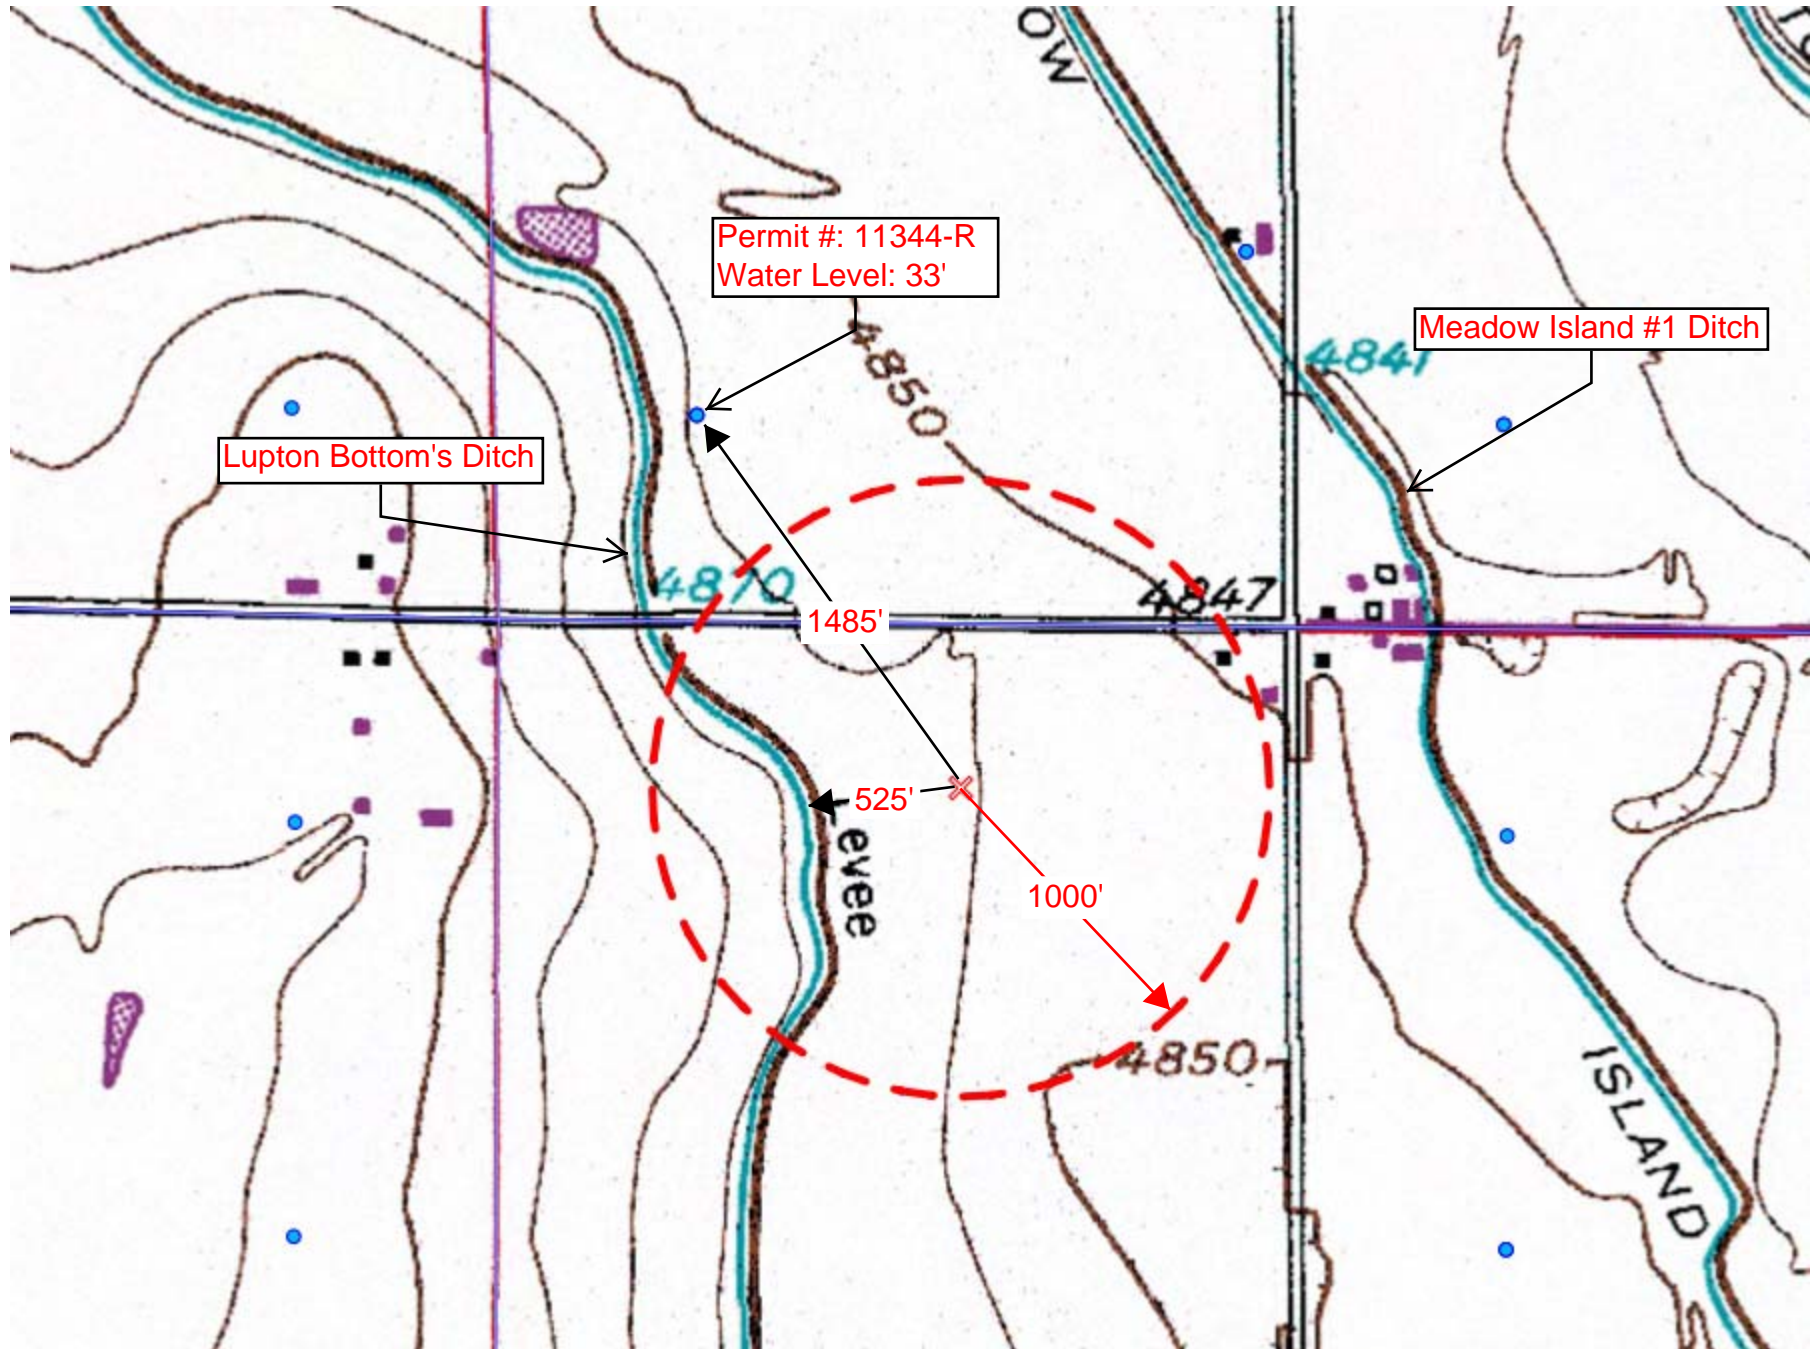 OW
Permit #: 11344-R
Water Level: 33'
4850
Meadow Island #1 Ditch
4841
Lupton Bottom's Ditch
4870
4847
1485'
525'
Levee
1000'
4850
ISLAND